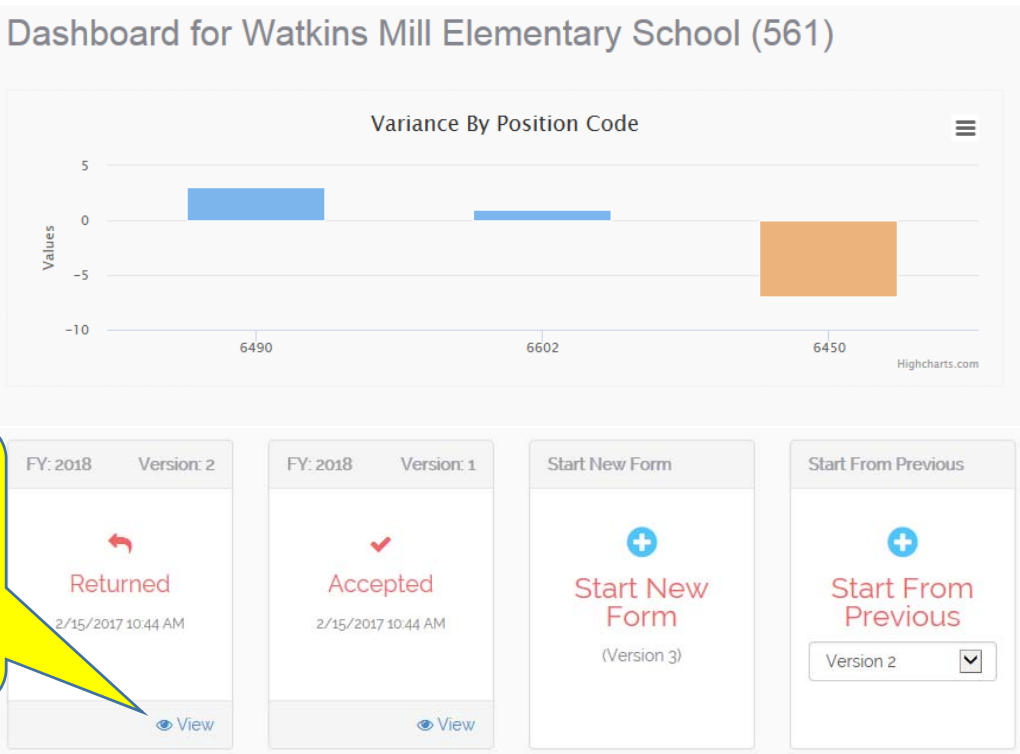 Dashboard for Watkins Mill Elementary School (561)
Variance By Position Code
5
0
-5
-10
Values
6490 6602 6450
Highcharts.com
FY: 2018 Version: 2
Returned
2/15/2017 10:44 AM
View
FY: 2018 Version: 1
Accepted
2/15/2017 10:44 AM
View
Start New Form
Start New
Form
(Version 3)
Start From Previous
Start From
Previous
Version 2